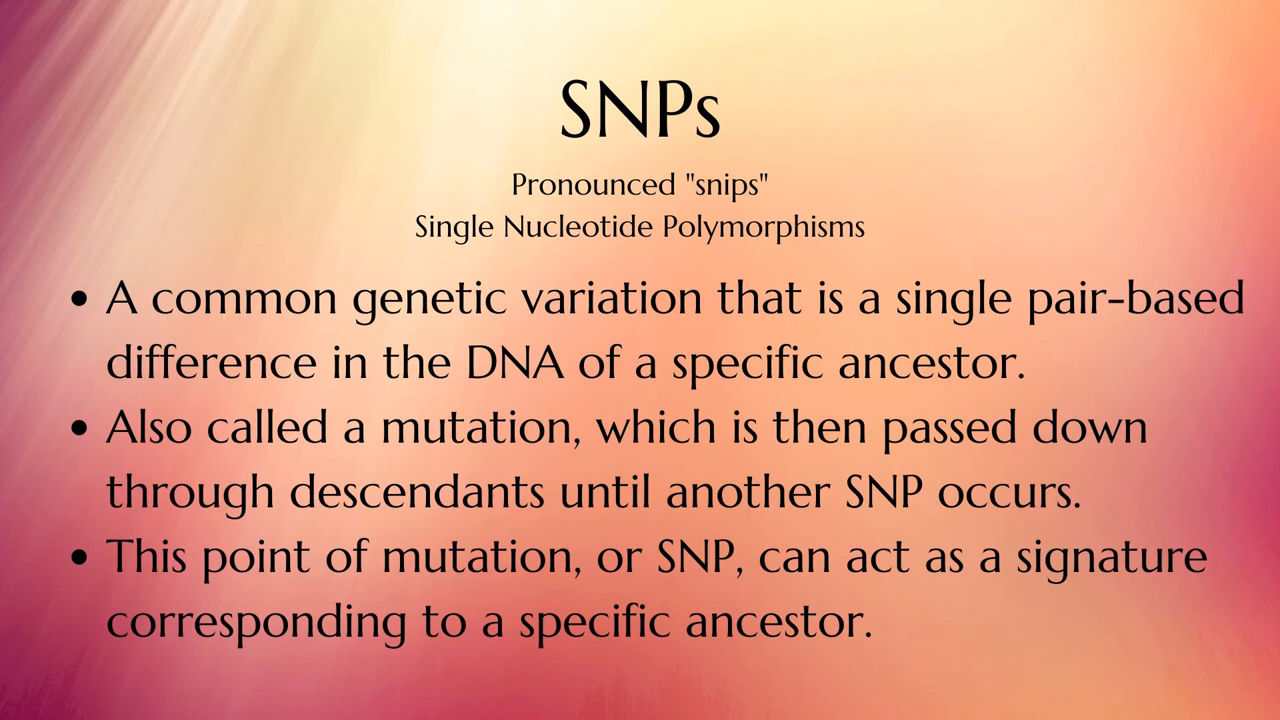 SNPs
Pronounced "snips"
Single Nucleotide Polymorphisms
• A common genetic variation that is a single pair-based
difference in the DNA of a specific ancestor.
• Also called a mutation, which is then passed down
through descendants until another SNP occurs.
• This point of mutation, or SNP, can act as a signature
corresponding to a specific ancestor.